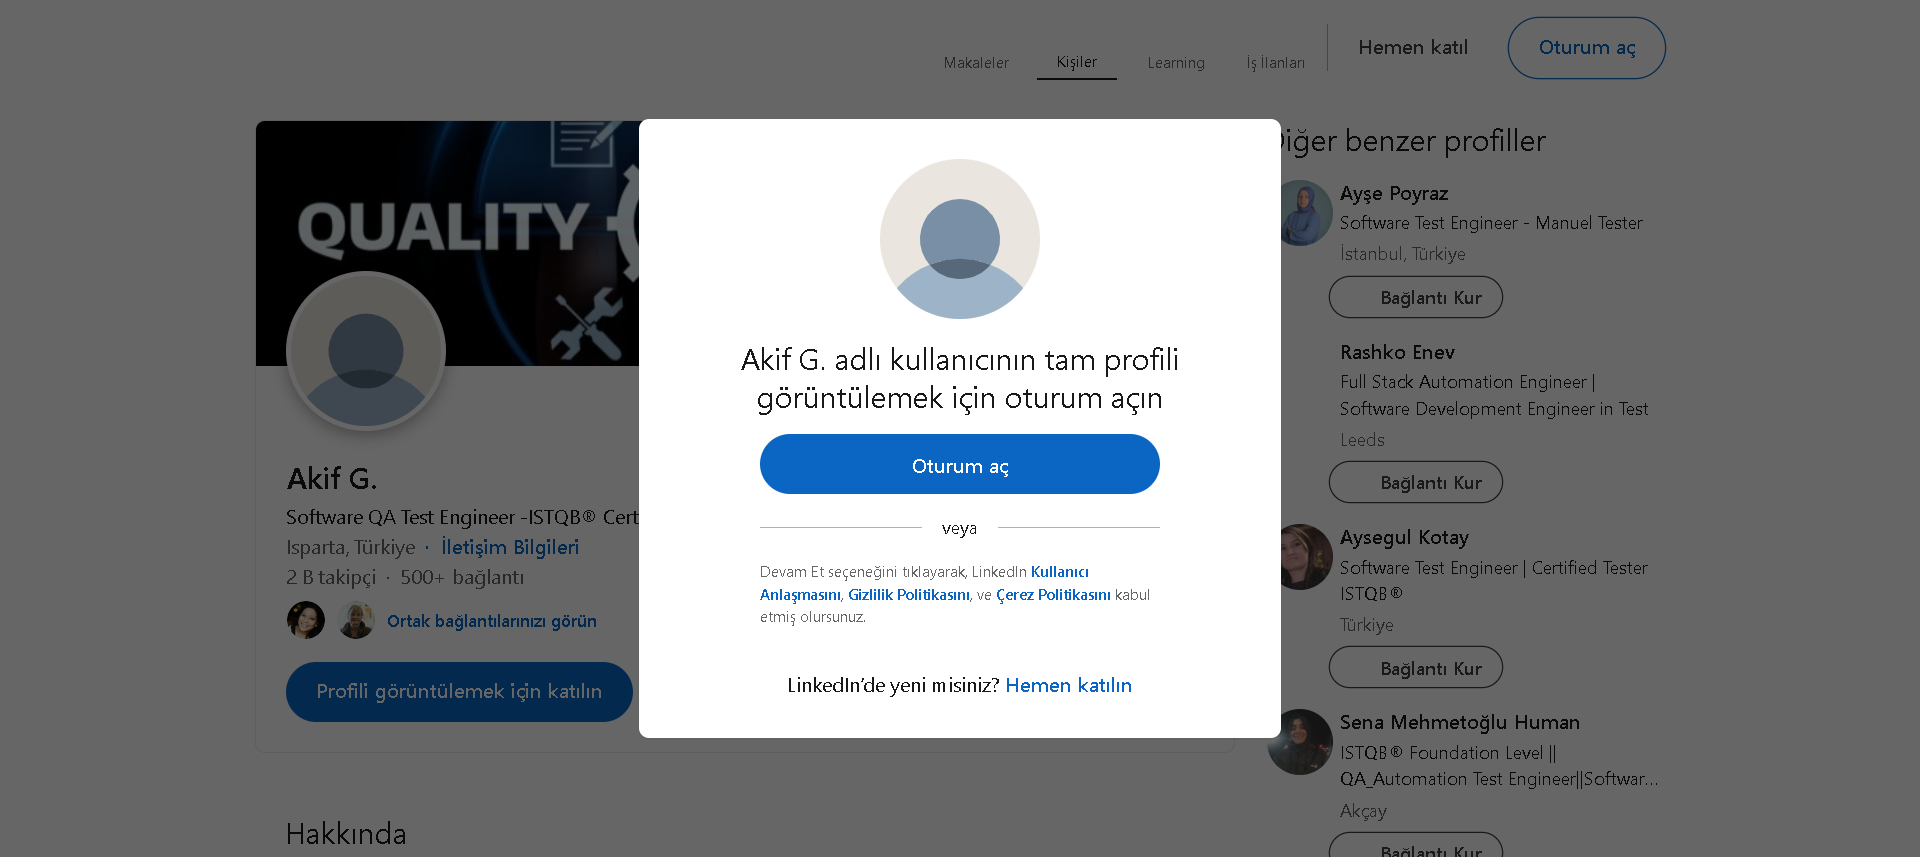 Makaleler
Kişiler
Learning
İş İlanları
Hemen katıl
Oturum aç
QUALITY
Akif G.
Software QA Test Engineer -ISTQB® Cert
Isparta, Türkiye · İletişim Bilgileri
2 B takipçi · 500+ bağlantı
Ortak bağlantılarınızı görün
Profili görüntülemek için katılın
Hakkında
Akif G. adlı kullanıcının tam profili
görüntülemek için oturum açın
Oturum aç
veya
Devam Et seçeneğini tıklayarak, LinkedIn Kullanıcı
Anlaşmasını, Gizlilik Politikasını, ve Çerez Politikasını kabul
etmiş olursunuz.
LinkedIn’de yeni misiniz? Hemen katılın
Diğer benzer profiller
Ayşe Poyraz
Software Test Engineer - Manuel Tester
İstanbul, Türkiye
Bağlantı Kur
Rashko Enev
Full Stack Automation Engineer |
Software Development Engineer in Test
Leeds
Bağlantı Kur
Aysegul Kotay
Software Test Engineer | Certified Tester
ISTQB®
Türkiye
Bağlantı Kur
Sena Mehmetoğlu Human
ISTQB® Foundation Level ||
QA_Automation Test Engineer||Softwar...
Akçay
Bağlantı Kur